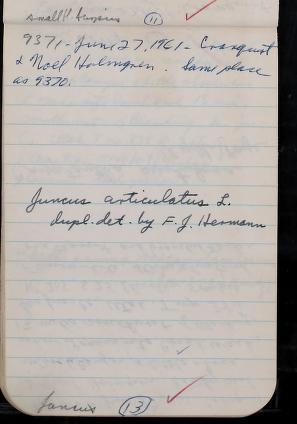 small P. (11)
9371 - June 27, 1961 - Cronquist
& Noel Holmgren. Same place
as 9370.
Juncus articulatus L.
dupl. det. by F. J. Hermann
Juncus (13)